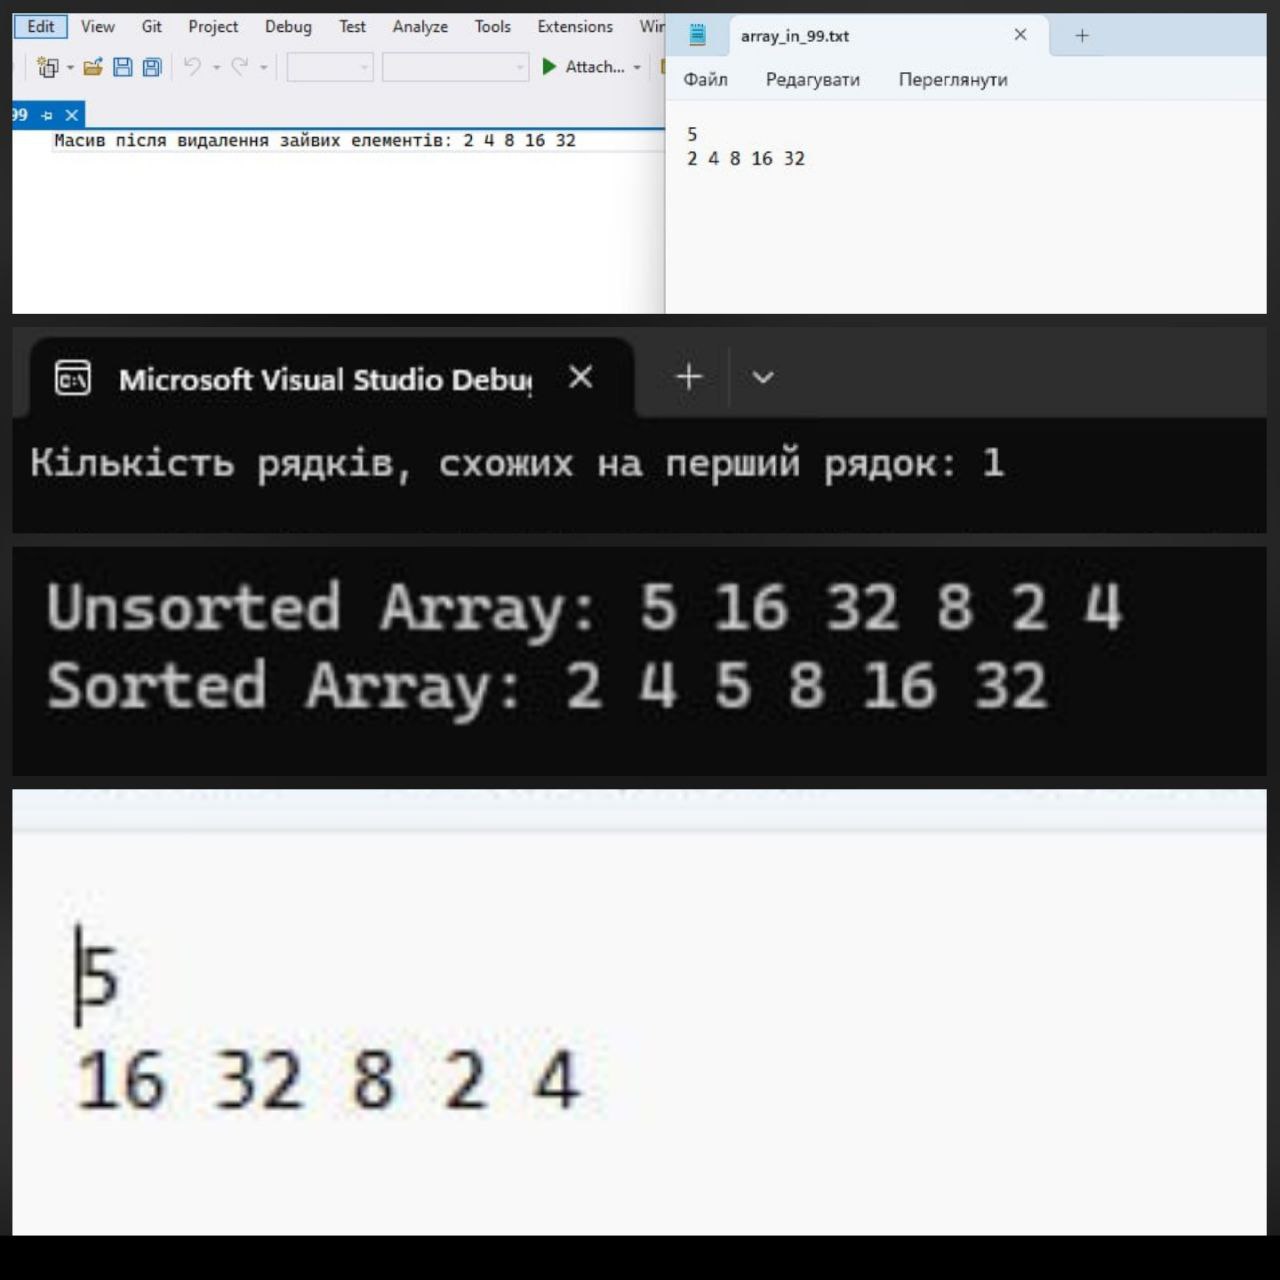 Edit View Git Project Debug Test Analyze Tools Extensions
Attach...
99
Масив після видалення зайвих елементів: 2 4 8 16 32
array_in_99.txt
Файл Редагувати Переглянути
5
2 4 8 16 32
Microsoft Visual Studio Debu
Кількість рядків, схожих на перший рядок: 1
Unsorted Array: 5 16 32 8 2 4
Sorted Array: 2 4 5 8 16 32
5
16 32 8 2 4